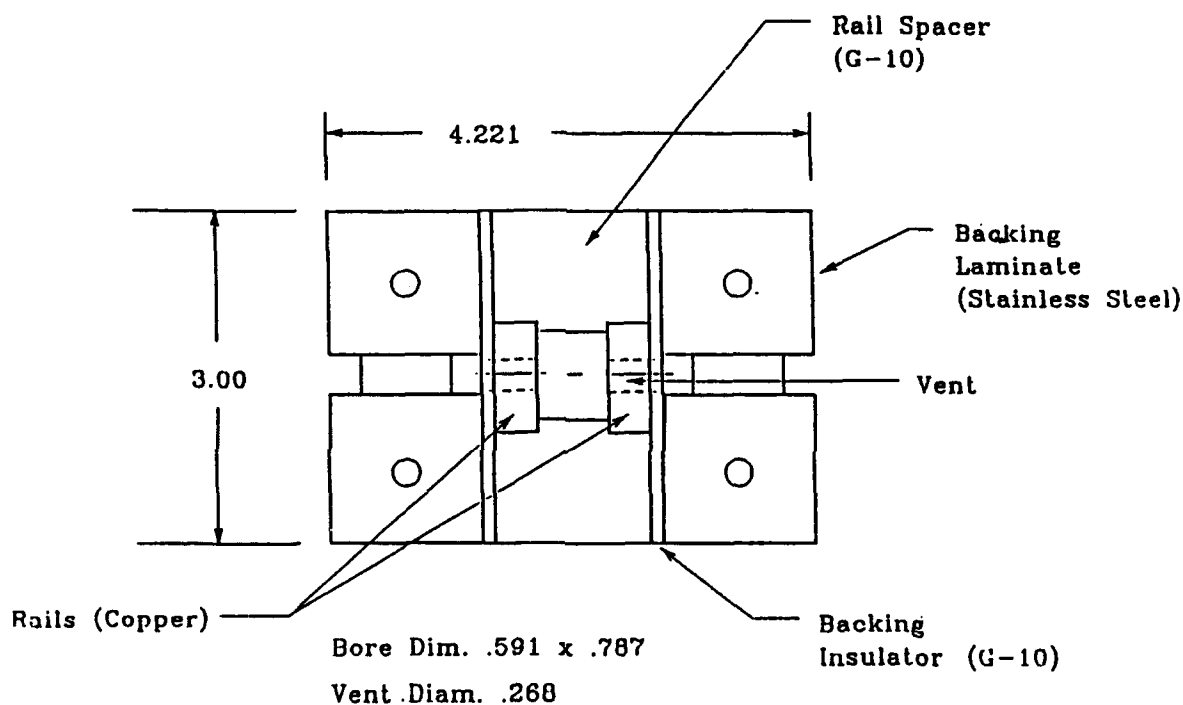 Rail Spacer
(G-10)
4.221
Backing
Laminate
(Stainless Steel)
3.00
Vent
Rails (Copper)
Bore Dim. .591 x .787
Vent Diam. .268
Backing
Insulator (G-10)